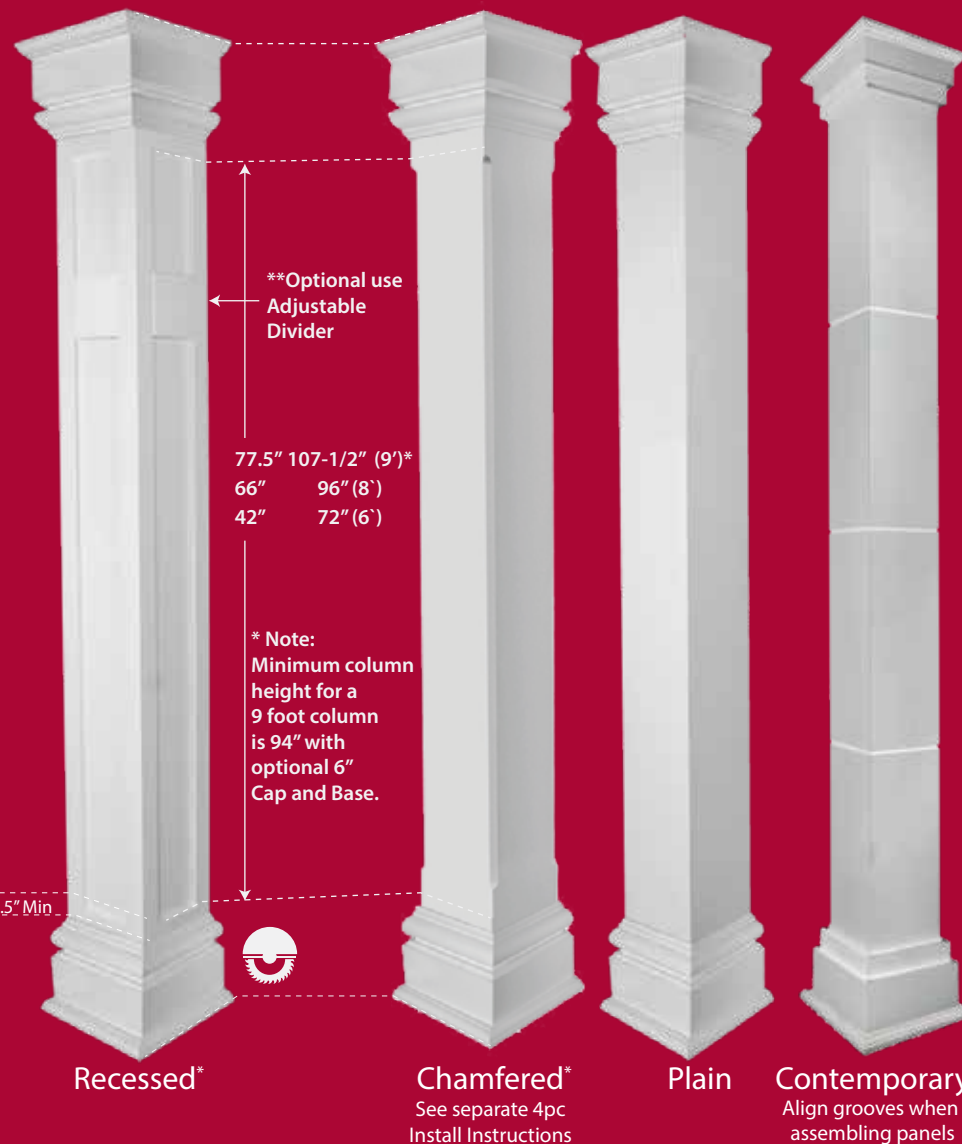 **Optional use
Adjustable
Divider
77.5” 107-1/2” (9’)*
66” 96” (8`)
42” 72” (6`)
* Note:
Minimum column
height for a
9 foot column
is 94” with
optional 6”
Cap and Base.
.5” Min
Recessed*
Chamfered*
See separate 4pc
Install Instructions
Plain
Contemporary
Align grooves when
assembling panels